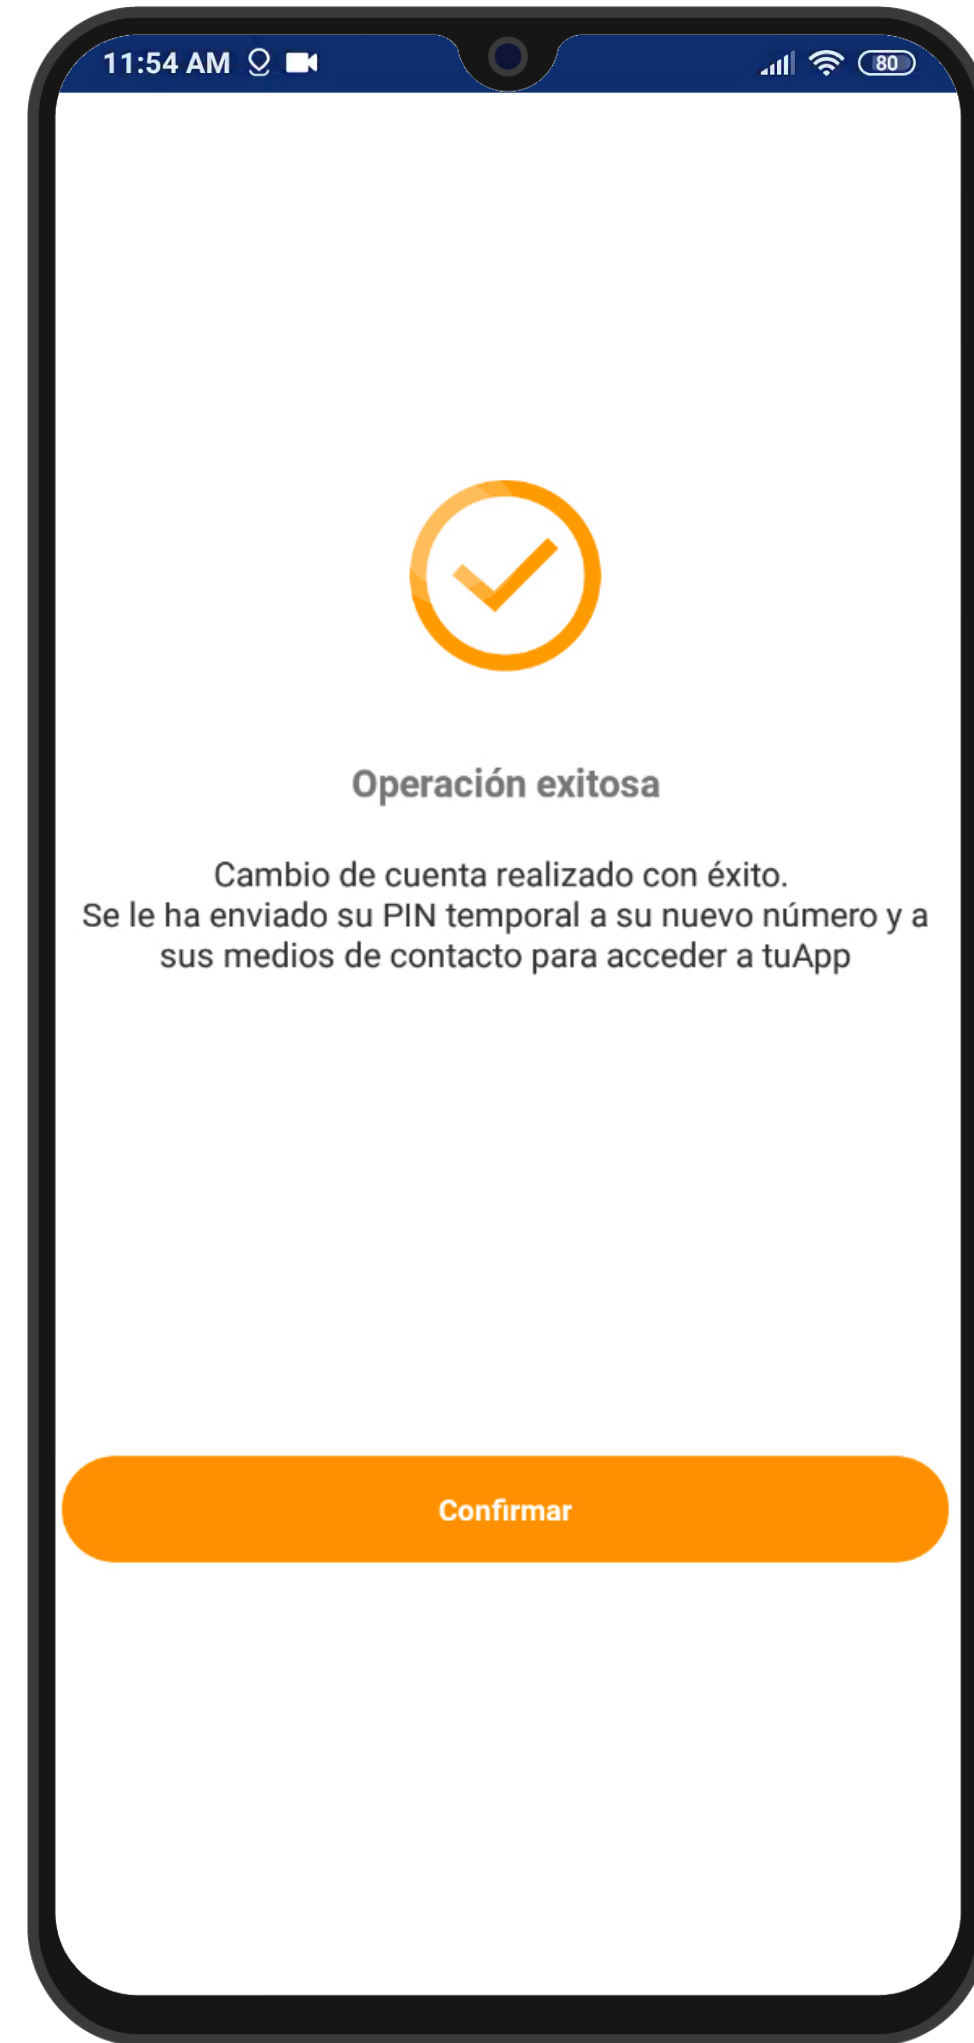 11:54 AM
80
Operación exitosa
Cambio de cuenta realizado con éxito.
Se le ha enviado su PIN temporal a su nuevo número y a
sus medios de contacto para acceder a tuApp
Confirmar